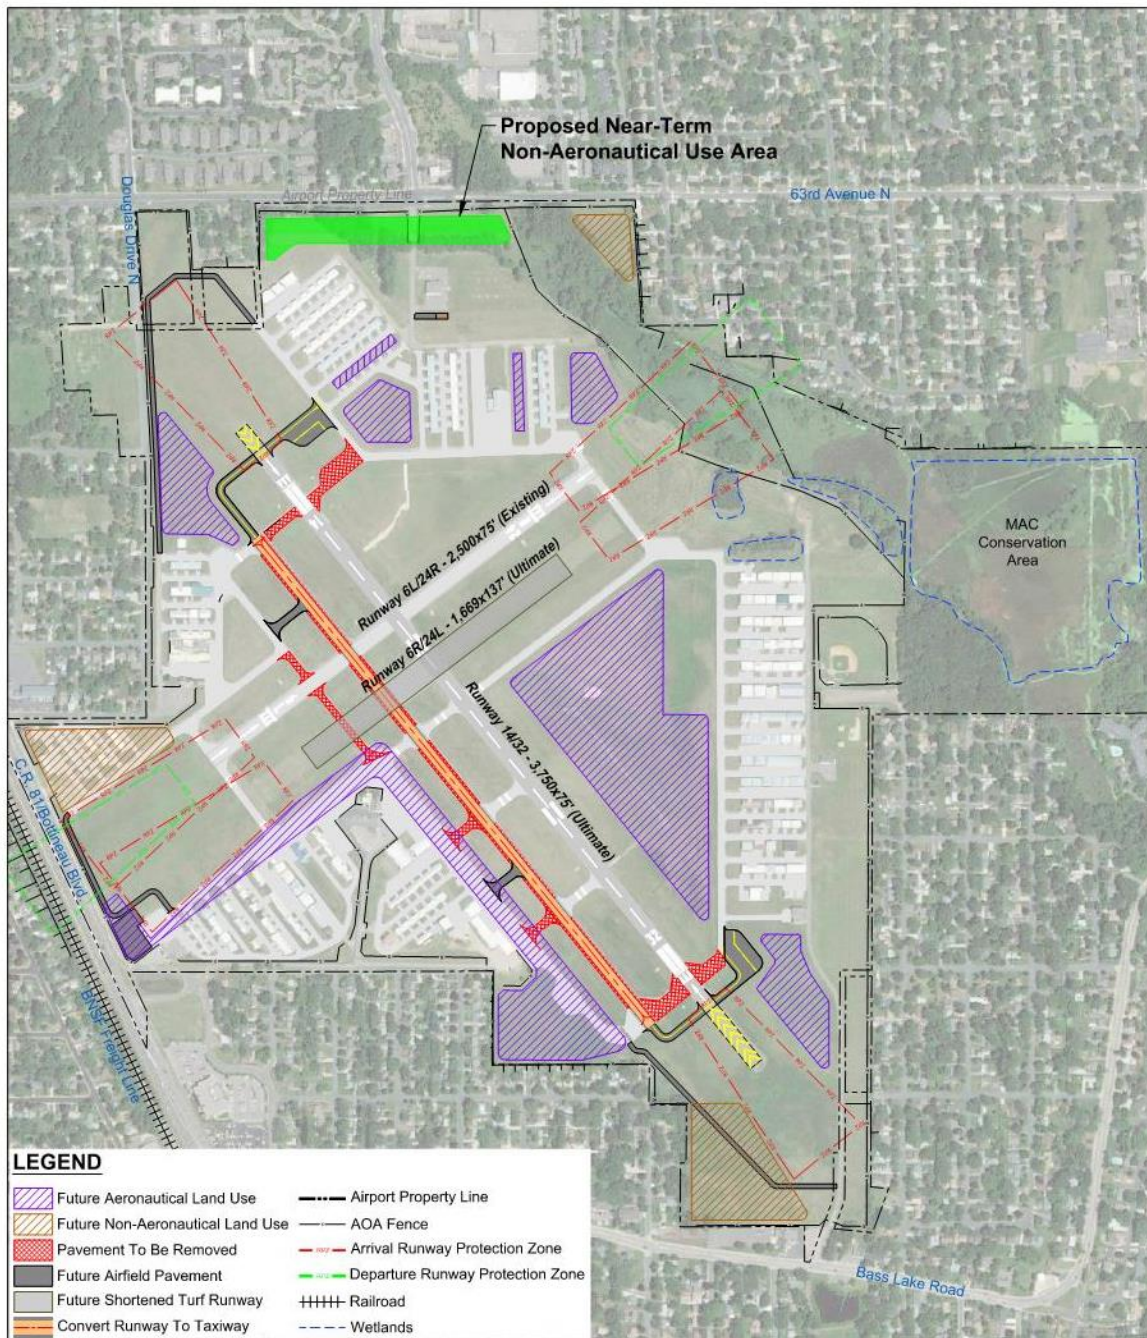 Proposed Near-Term
Non-Aeronautical Use Area
Airport Property Line
63rd Avenue N
Douglas Drive N
Runway 6L/24R - 2,500x75' (Existing)
Runway 6R/24L - 1,669x137' (Ultimate)
Runway 14/32 - 3,750x75' (Ultimate)
MAC
Conservation
Area
C.R. 81/Bottineau Blvd
BNSF Freight Line
Bass Lake Road
LEGEND
Future Aeronautical Land Use
Future Non-Aeronautical Land Use
Pavement To Be Removed
Future Airfield Pavement
Future Shortened Turf Runway
Convert Runway To Taxiway
Airport Property Line
AOA Fence
Arrival Runway Protection Zone
Departure Runway Protection Zone
Railroad
Wetlands